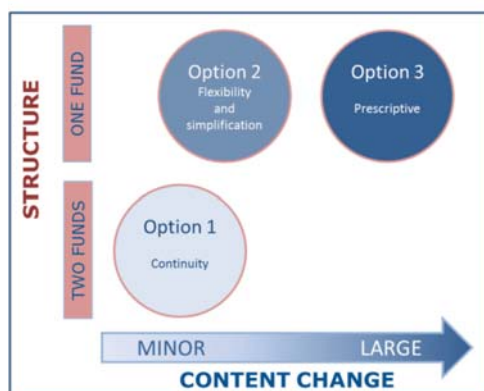 STRUCTURE
ONE FUND
TWO FUNDS
Option 2
Flexibility
and
simplification
Option 3
Prescriptive
Option 1
Continuity
MINOR
LARGE
CONTENT CHANGE